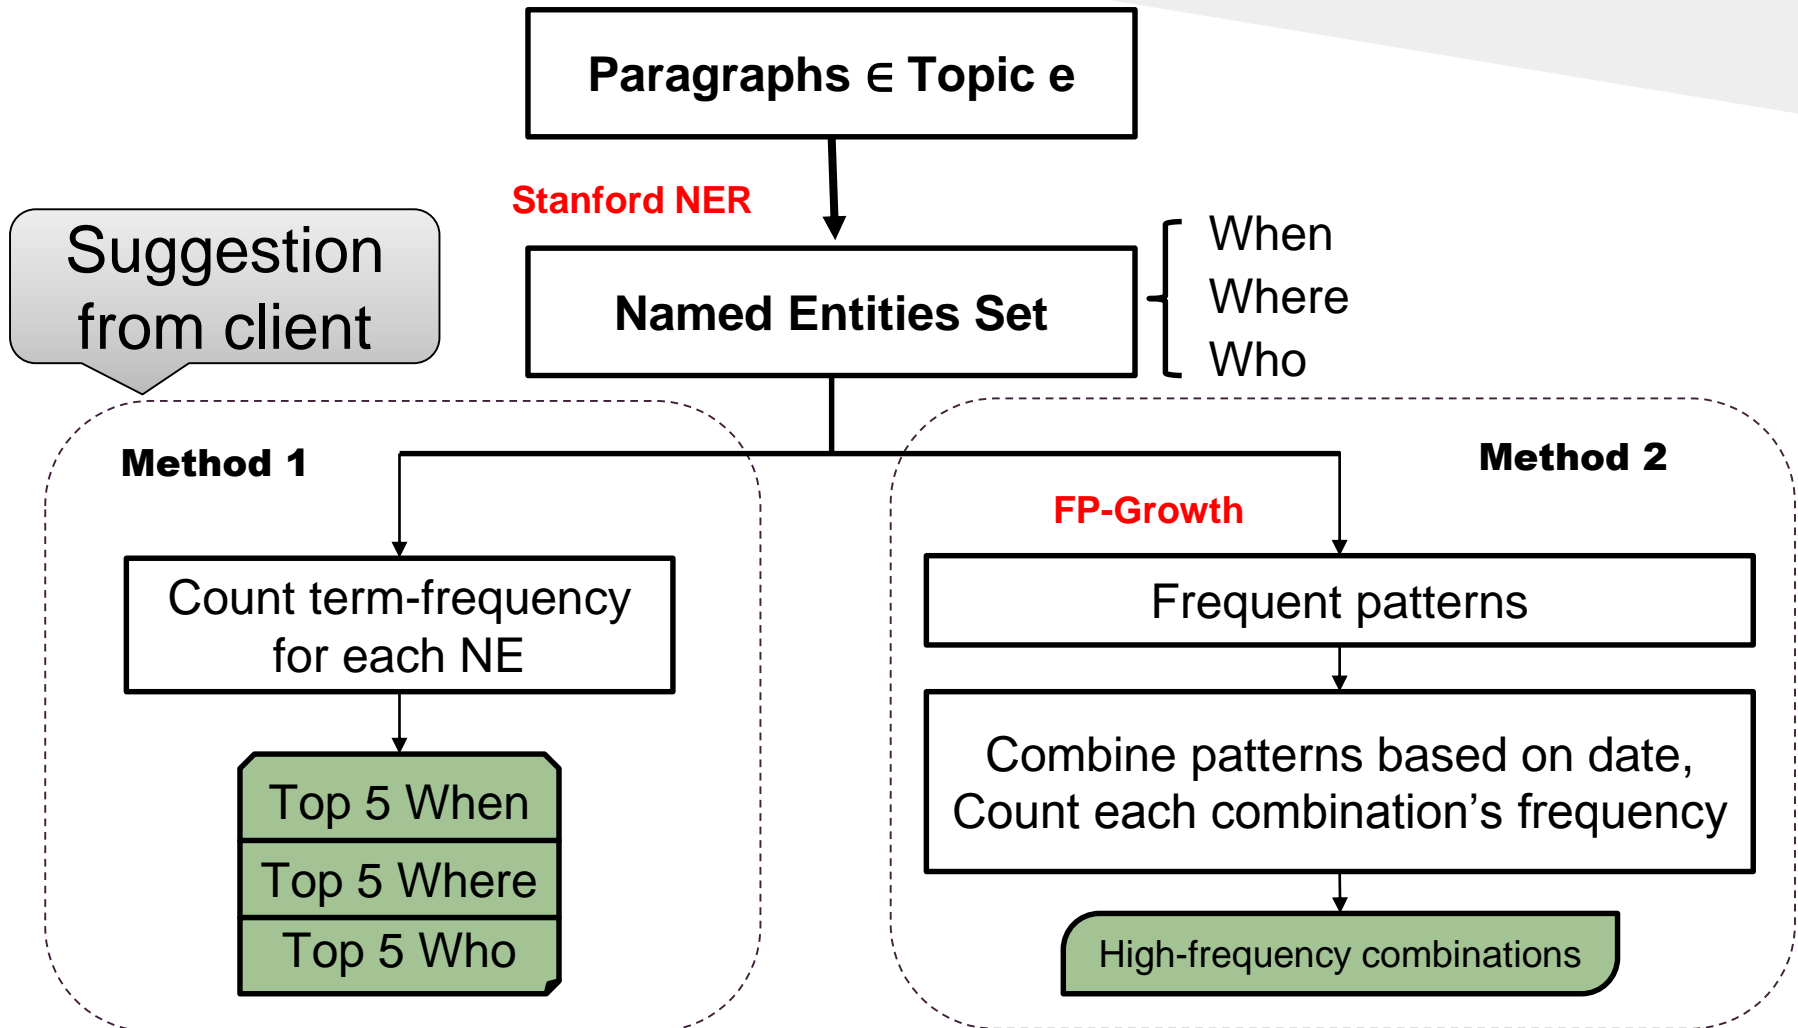 Paragraphs ∈ Topic e
Stanford NER
Suggestion
from client
Named Entities Set
When
Where
Who
Method 1
Count term-frequency
for each NE
Top 5 When
Top 5 Where
Top 5 Who
Method 2
FP-Growth
Frequent patterns
Combine patterns based on date,
Count each combination’s frequency
High-frequency combinations